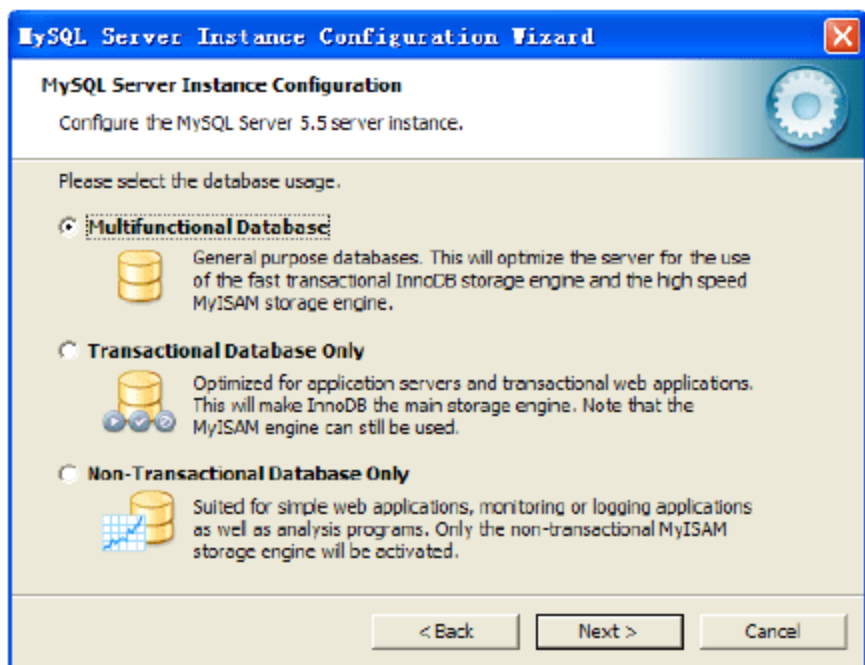 MySQL Server Instance Configuration Wizard
MySQL Server Instance Configuration
Configure the MySQL Server 5.5 server instance.
Please select the database usage.
Multifunctional Database
General purpose databases. This will optimize the server for the use
of the fast transactional InnoDB storage engine and the high speed
MyISAM storage engine.
Transactional Database Only
Optimized for application servers and transactional web applications.
This will make InnoDB the main storage engine. Note that the
MyISAM engine can still be used.
Non-Transactional Database Only
Suited for simple web applications, monitoring or logging applications
as well as analysis programs. Only the non-transactional MyISAM
storage engine will be activated.
< Back Next > Cancel